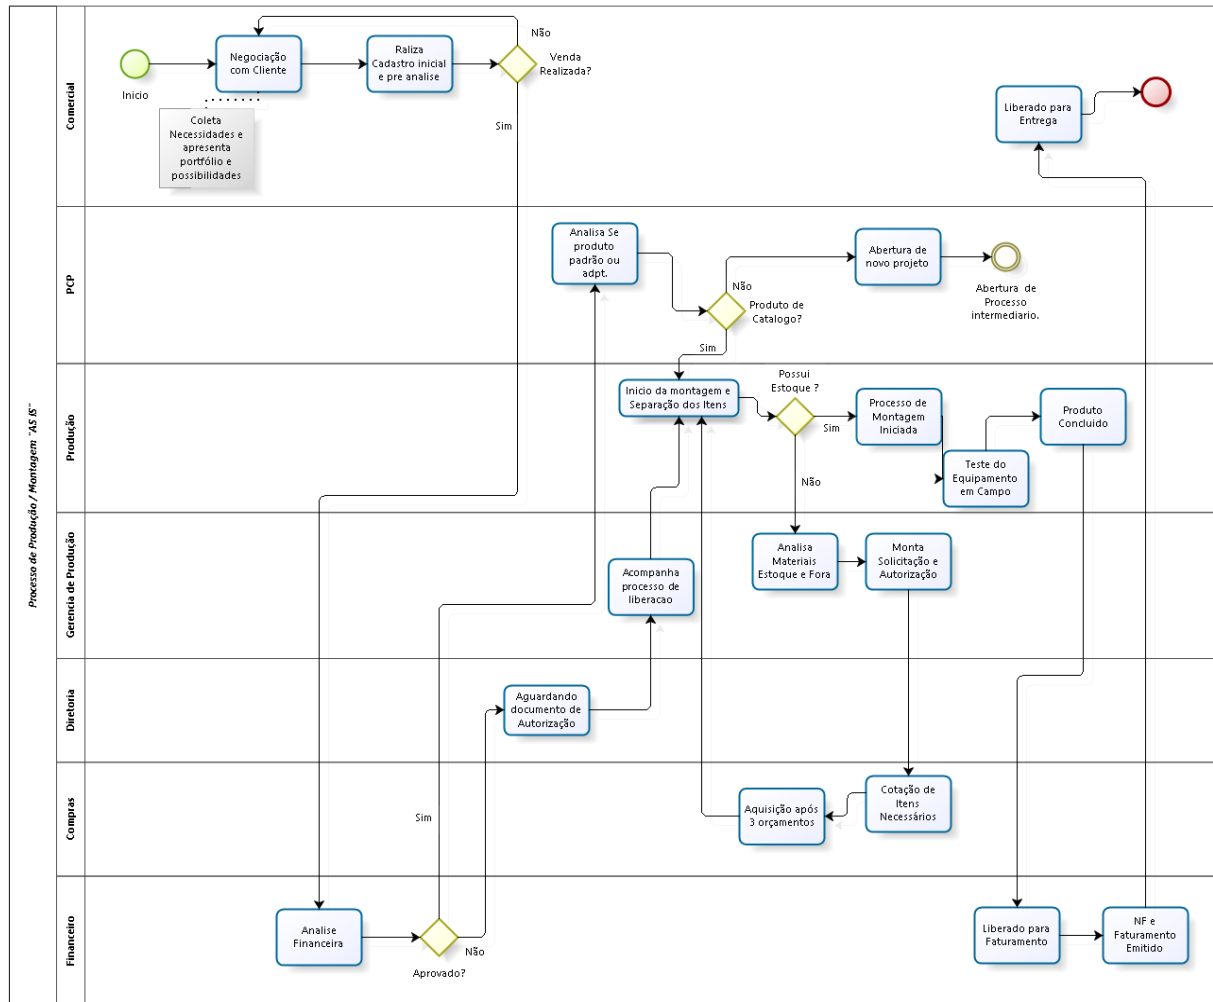 Processo de Produção / Montagem "AS IS"
Comercial
Inicio
Negociação
com Cliente
Coleta
Necessidades e
apresenta
portfólio e
possibilidades
Raliza
Cadastro inicial
e pre analise
Não
Venda
Realizada?
Sim
Liberado para
Entrega
PCP
Analisa Se
produto
padrão ou
adpt.
Não
Produto de
Catalogo?
Sim
Abertura de
novo projeto
Abertura de
Processo
intermediario.
Produção
Inicio da montagem e
Separação dos Itens
Possui
Estoque ?
Sim
Não
Processo de
Montagem
Iniciada
Teste do
Equipamento
em Campo
Produto
Concluido
Gerencia de Produção
Acompanha
processo de
liberacao
Analisa
Materiais
Estoque e Fora
Monta
Solicitação e
Autorização
Diretoria
Aguardando
documento de
Autorização
Compras
Sim
Aquisição após
3 orçamentos
Cotação de
Itens
Necessários
Financeiro
Analise
Financeira
Aprovado?
Não
Liberado para
Faturamento
NF e
Faturamento
Emitido